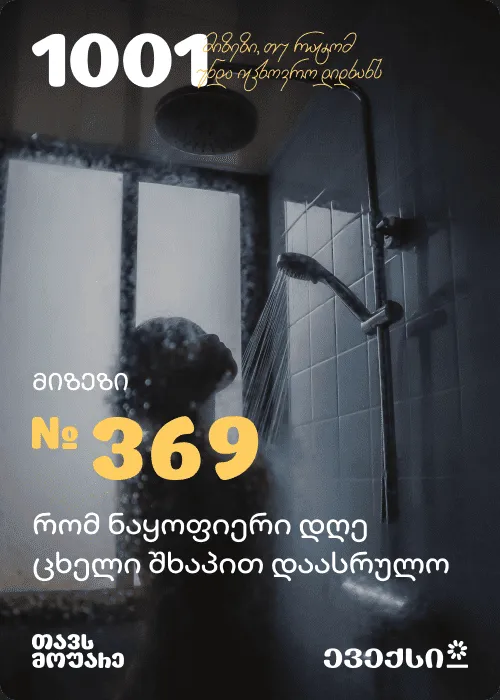 1001 მიზეზი, თუ რატომ
უნდა იცხოვრო დიდხანს
მიზეზი
№ 369
რომ ნაყოფიერი დღე
ცხელი შხაპით დაასრულო
თავს
მოუარე
ევექსი